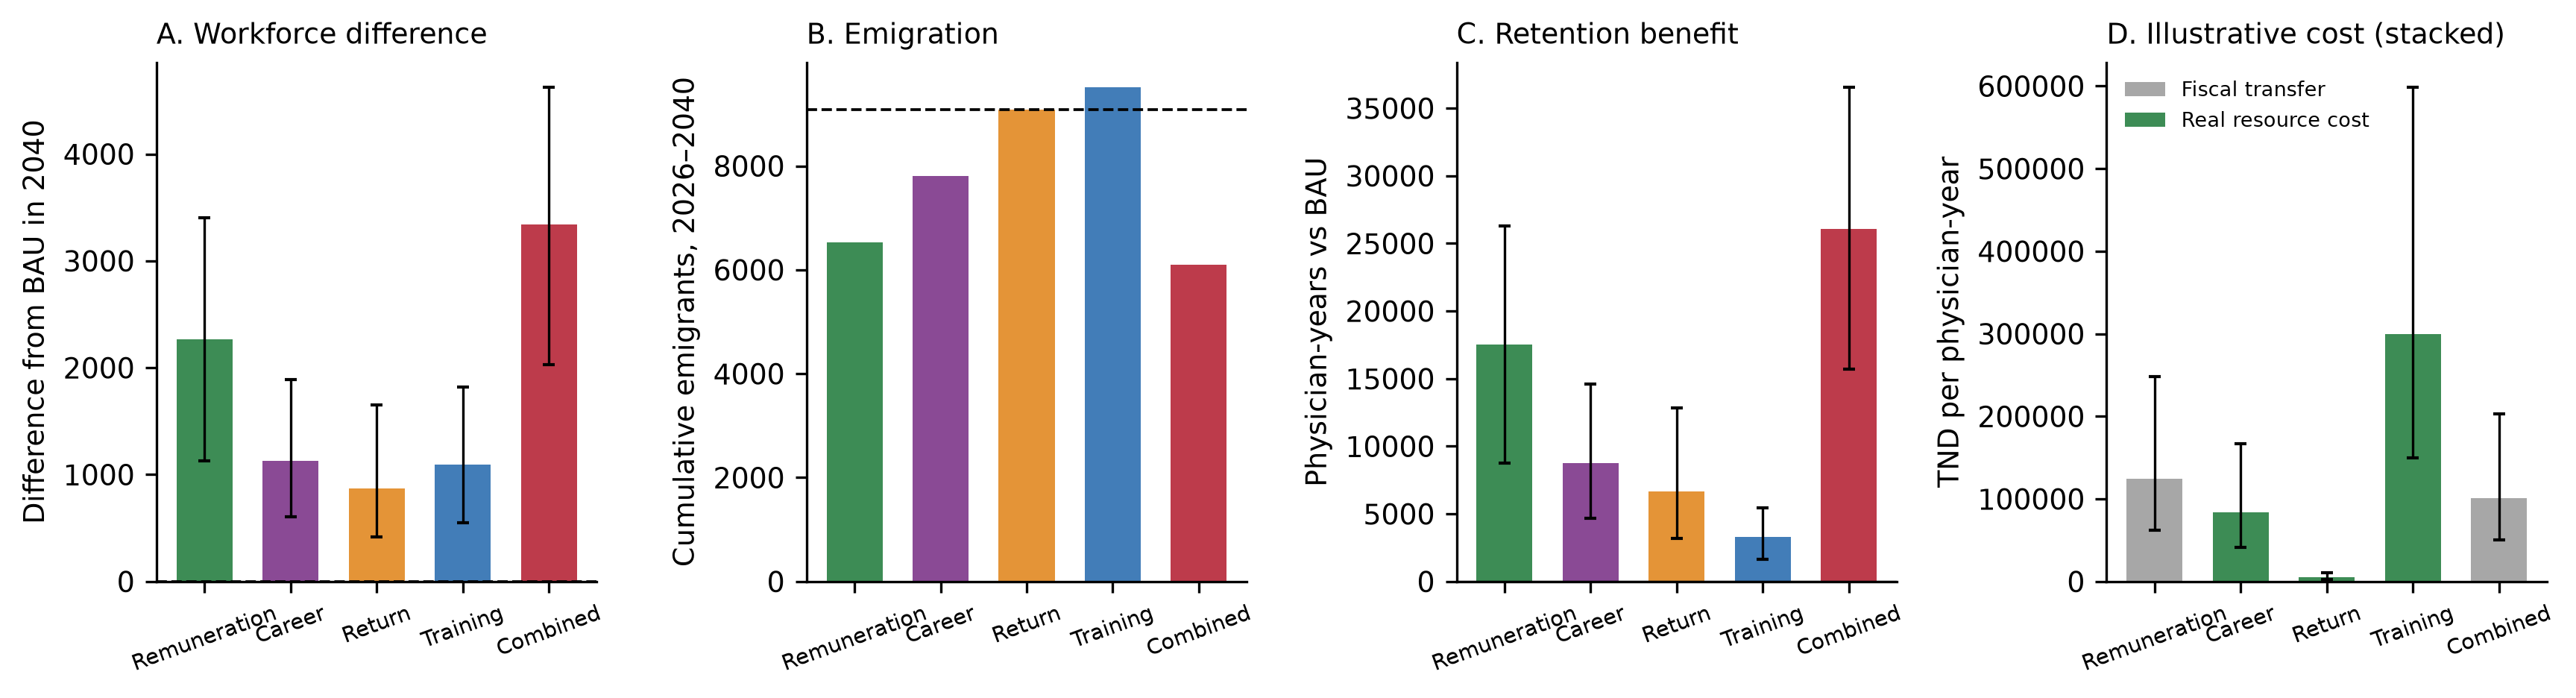 A. Workforce difference
Difference from BAU in 2040
4000
3000
2000
1000
0
Remuneration
Career
Return
Training
Combined
B. Emigration
Cumulative emigrants, 2026–2040
8000
6000
4000
2000
0
Remuneration
Career
Return
Training
Combined
C. Retention benefit
Physician-years vs BAU
35000
30000
25000
20000
15000
10000
5000
0
Remuneration
Career
Return
Training
Combined
D. Illustrative cost (stacked)
TND per physician-year
600000
500000
400000
300000
200000
100000
0
Fiscal transfer
Real resource cost
Remuneration
Career
Return
Training
Combined